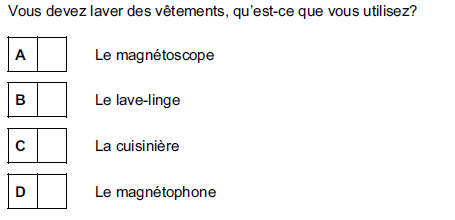 Vous devez laver des vêtements, qu'est-ce que vous utilisez?
A Le magnétoscope
B Le lave-linge
C La cuisinière
D Le magnétophone